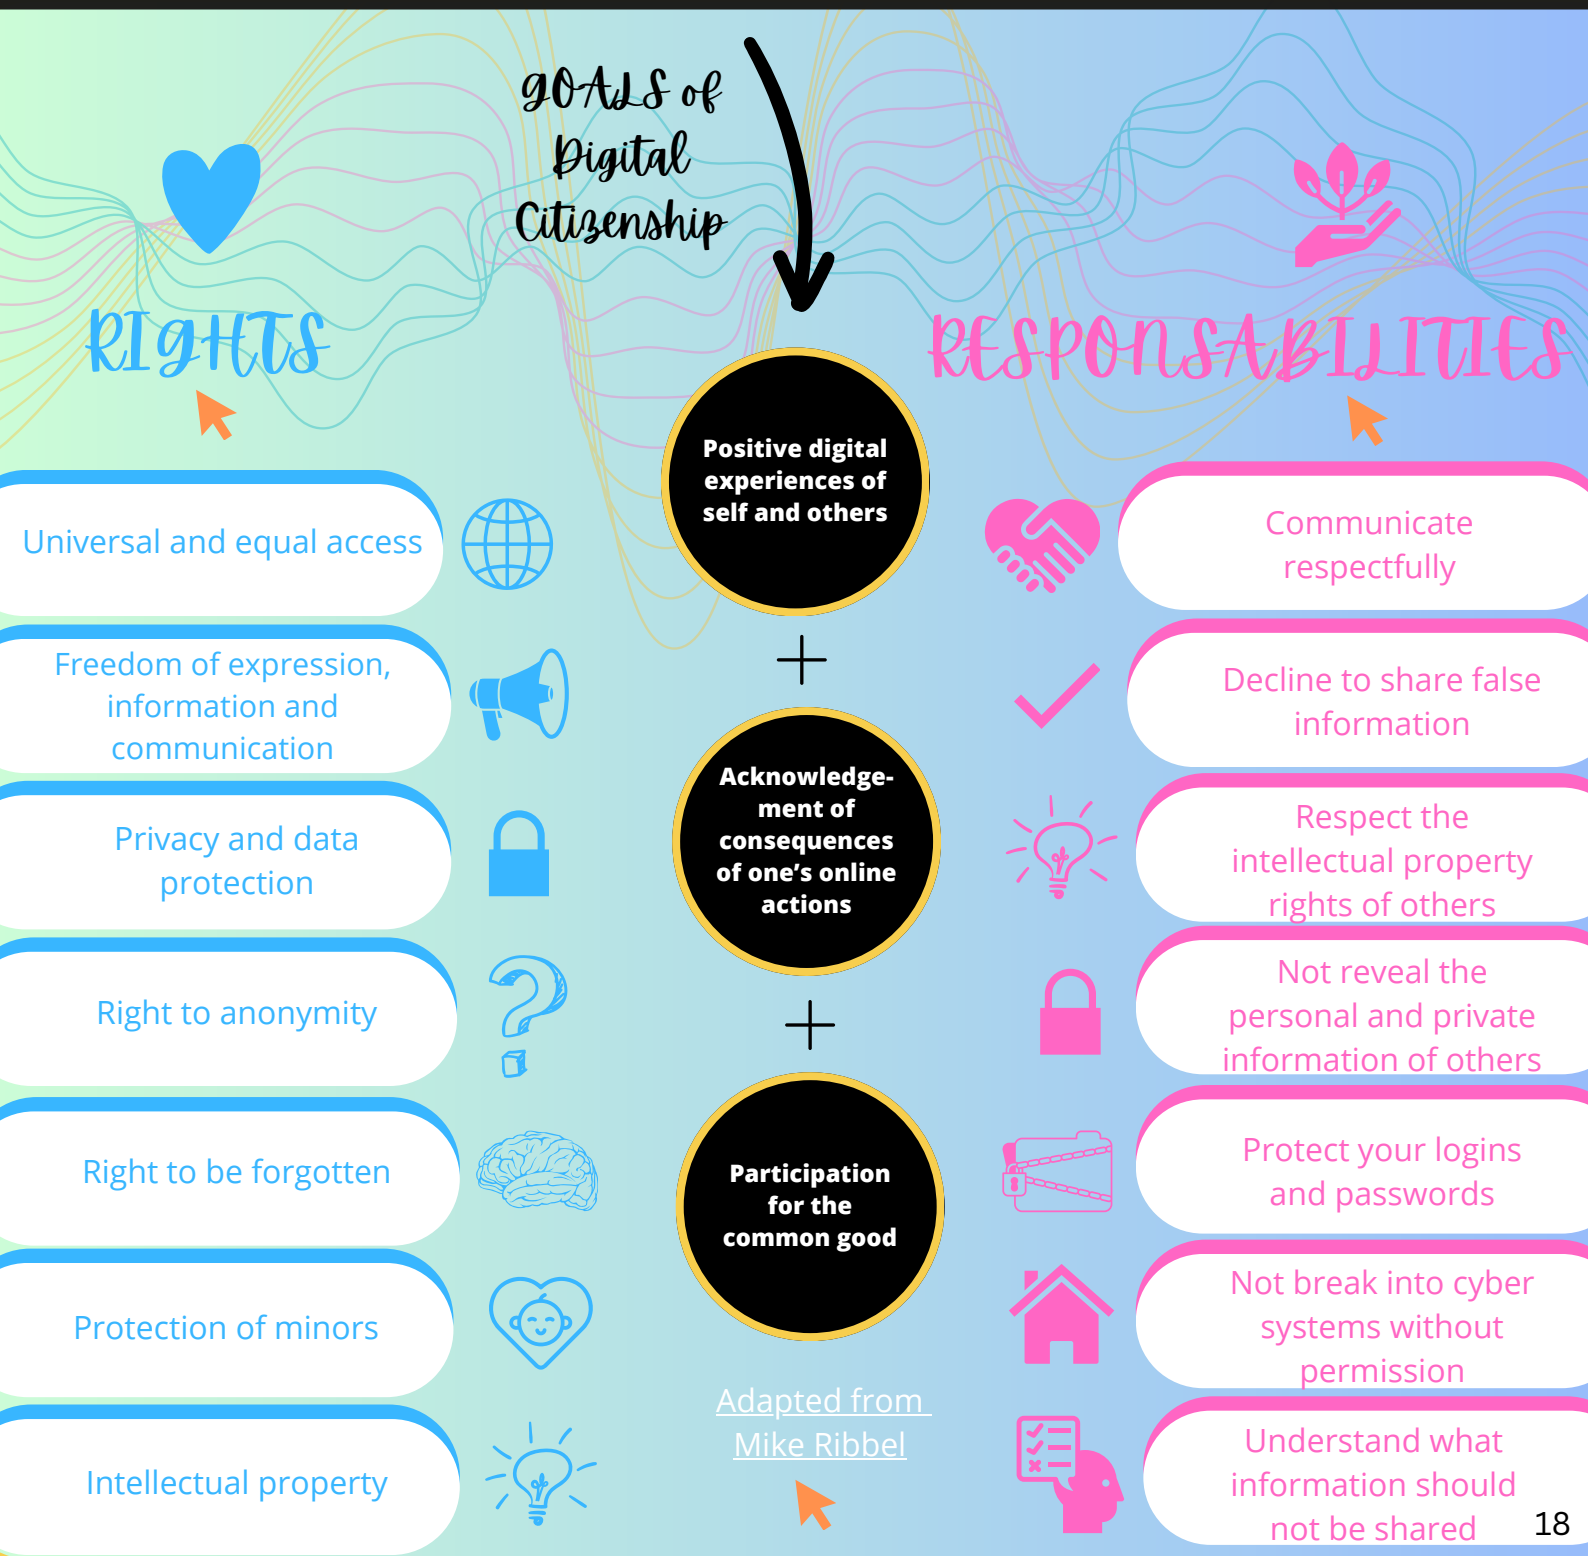 GOALS of
Digital
Citizenship
RIGHTS
Universal and equal access
Freedom of expression,
information and
communication
Privacy and data
protection
Right to anonymity
Right to be forgotten
Protection of minors
Intellectual property
Positive digital
experiences of
self and others
+
Acknowledge-
ment of
consequences
of one's online
actions
+
Participation
for the
common good
Adapted from
Mike Ribbel
RESPONSABILITIES
Communicate
respectfully
Decline to share false
information
Respect the
intellectual property
rights of others
Not reveal the
personal and private
information of others
Protect your logins
and passwords
Not break into cyber
systems without
permission
Understand what
information should
not be shared
18